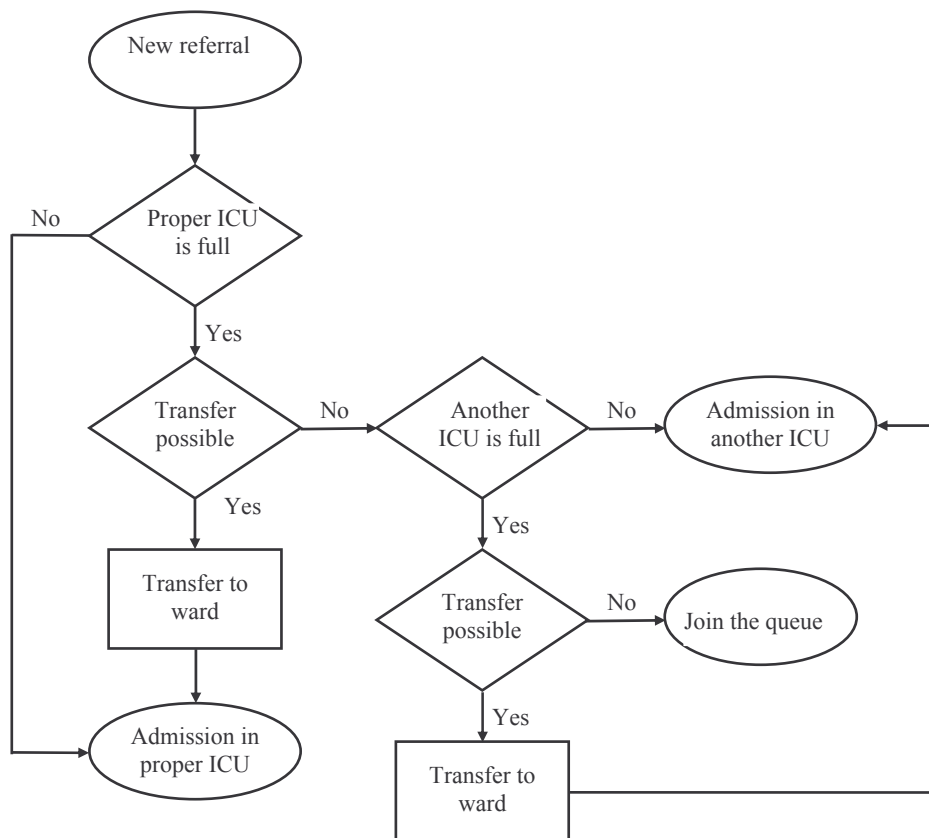 New referral
No
Proper ICU
is full
Yes
Transfer
possible
No
Another
ICU is full
No
Admission in
another ICU
Yes
Yes
Transfer to
ward
Transfer
possible
No
Join the queue
Yes
Admission in
proper ICU
Transfer to
ward